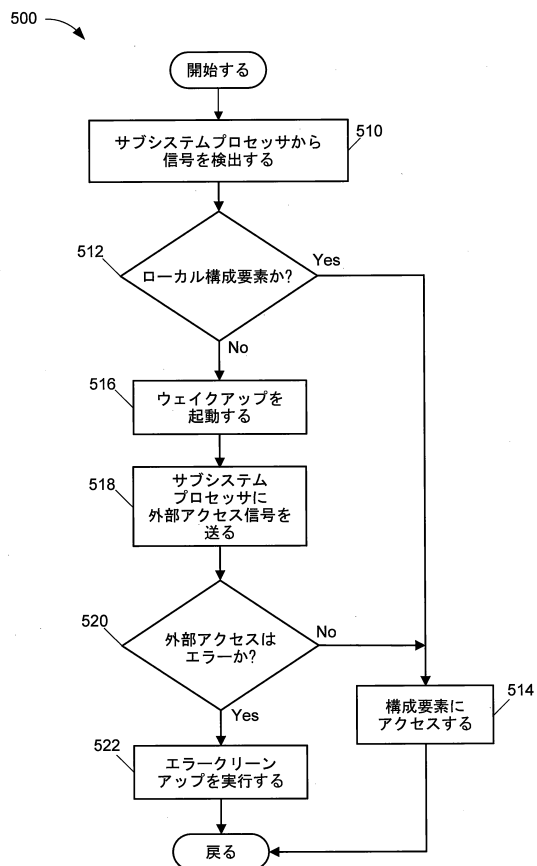 500
開始する
サブシステムプロセッサから
信号を検出する
510
512
ローカル構成要素か?
Yes
No
516
ウェイクアップを
起動する
518
サブシステム
プロセッサに
外部アクセス信号を
送る
520
外部アクセスは
エラーか?
No
Yes
構成要素に
アクセスする
514
522
エラークリーン
アップを実行する
戻る